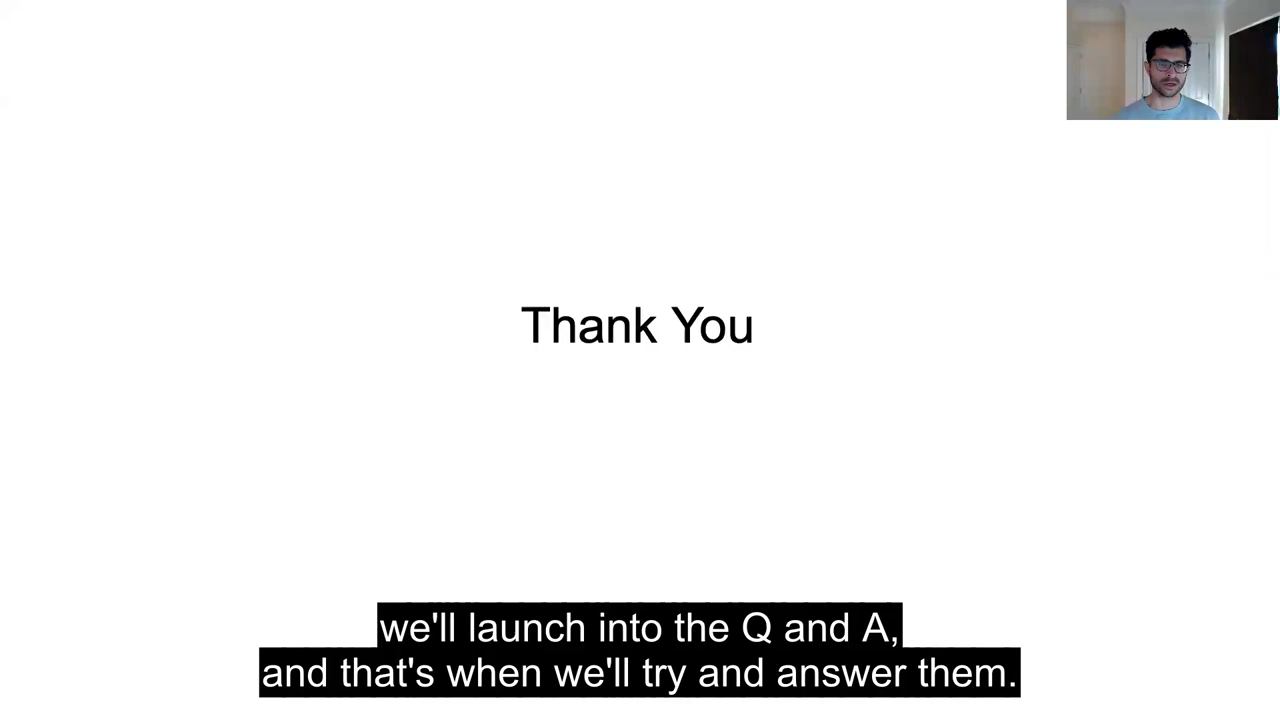 Thank You
we'll launch into the Q and A,
and that's when we'll try and answer them.